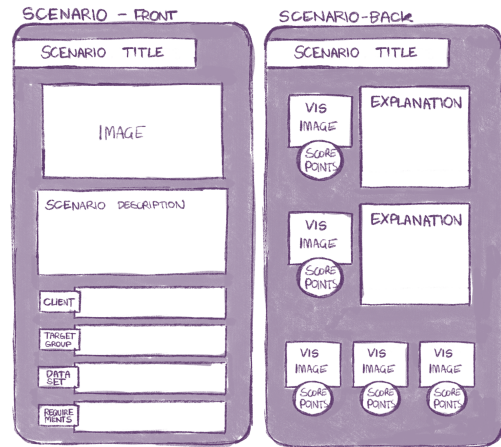 SCENARIO - FRONT
SCENARIO TITLE
IMAGE
SCENARIO DESCRIPTION
CLIENT
TARGET
GROUP
DATA
SET
REQUIRE
MENTS
SCENARIO-BACK
SCENARIO TITLE
VIS
IMAGE
SCORE
POINTS
EXPLANATION
VIS
IMAGE
SCORE
POINTS
EXPLANATION
VIS
IMAGE
SCORE
POINTS
VIS
IMAGE
SCORE
POINTS
VIS
IMAGE
SCORE
POINTS